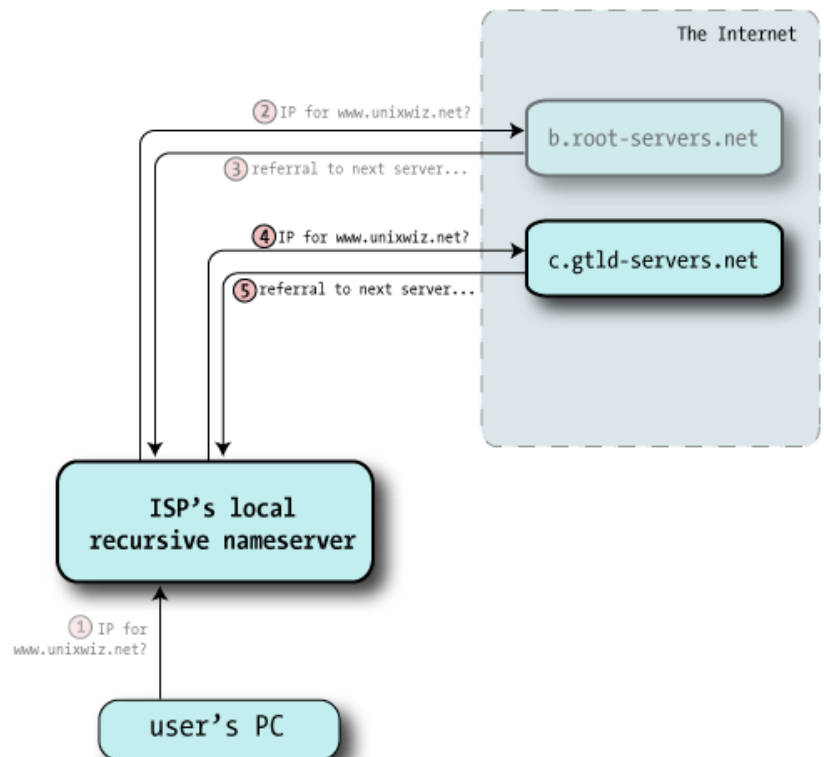 The Internet
② IP for www.unixwiz.net?
b.root-servers.net
③ referral to next server...
④ IP for www.unixwiz.net?
c.gtld-servers.net
⑤ referral to next server...
ISP’s local
recursive nameserver
① IP for
www.unixwiz.net?
user’s PC